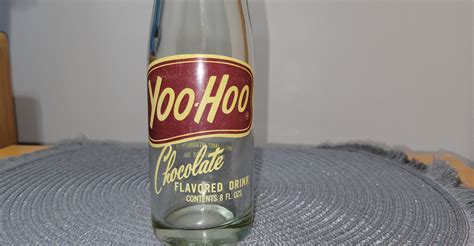 Yoo-Hoo
®
Chocolate
FLAVORED DRINK
CONTENTS 8 FL. OZS.